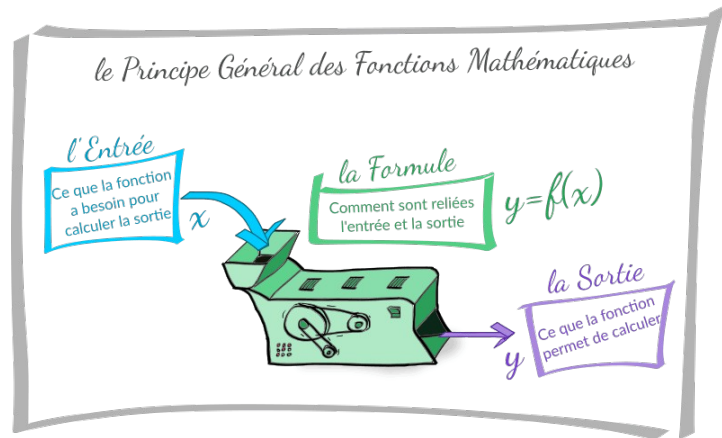 le Principe Général des Fonctions Mathématiques
l'Entrée
Ce que la fonction
a besoin pour
calculer la sortie
x
la Formule
Comment sont reliées
l'entrée et la sortie
y=f(x)
la Sortie
Ce que la fonction
permet de calculer
y